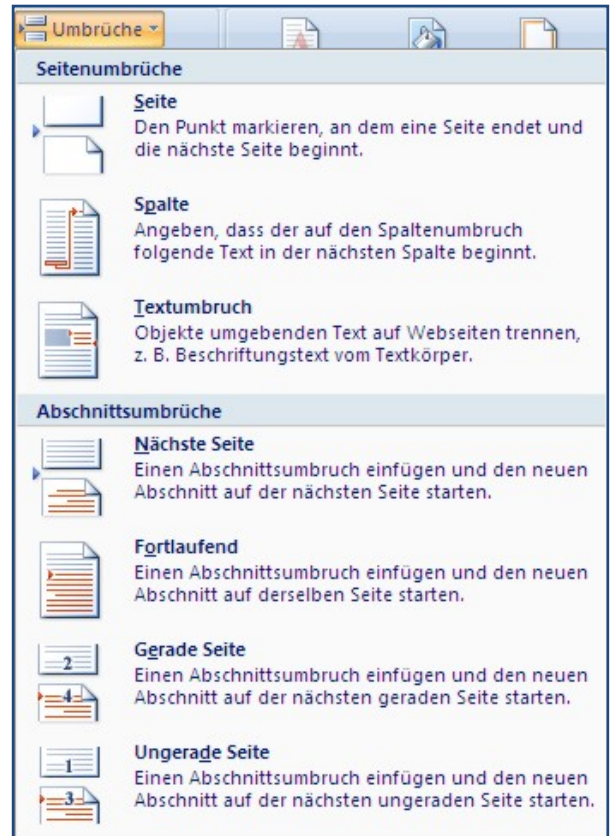 Umbrüche
Seitenumbrüche
Seite
Den Punkt markieren, an dem eine Seite endet und
die nächste Seite beginnt.
Spalte
Angeben, dass der auf den Spaltenumbruch
folgende Text in der nächsten Spalte beginnt.
Textumbruch
Objekte umgebenden Text auf Webseiten trennen,
z. B. Beschriftungstext vom Textkörper.
Abschnittsumbrüche
Nächste Seite
Einen Abschnittsumbruch einfügen und den neuen
Abschnitt auf der nächsten Seite starten.
Fortlaufend
Einen Abschnittsumbruch einfügen und den neuen
Abschnitt auf derselben Seite starten.
2
4
Gerade Seite
Einen Abschnittsumbruch einfügen und den neuen
Abschnitt auf der nächsten geraden Seite starten.
1
3
Ungerade Seite
Einen Abschnittsumbruch einfügen und den neuen
Abschnitt auf der nächsten ungeraden Seite starten.